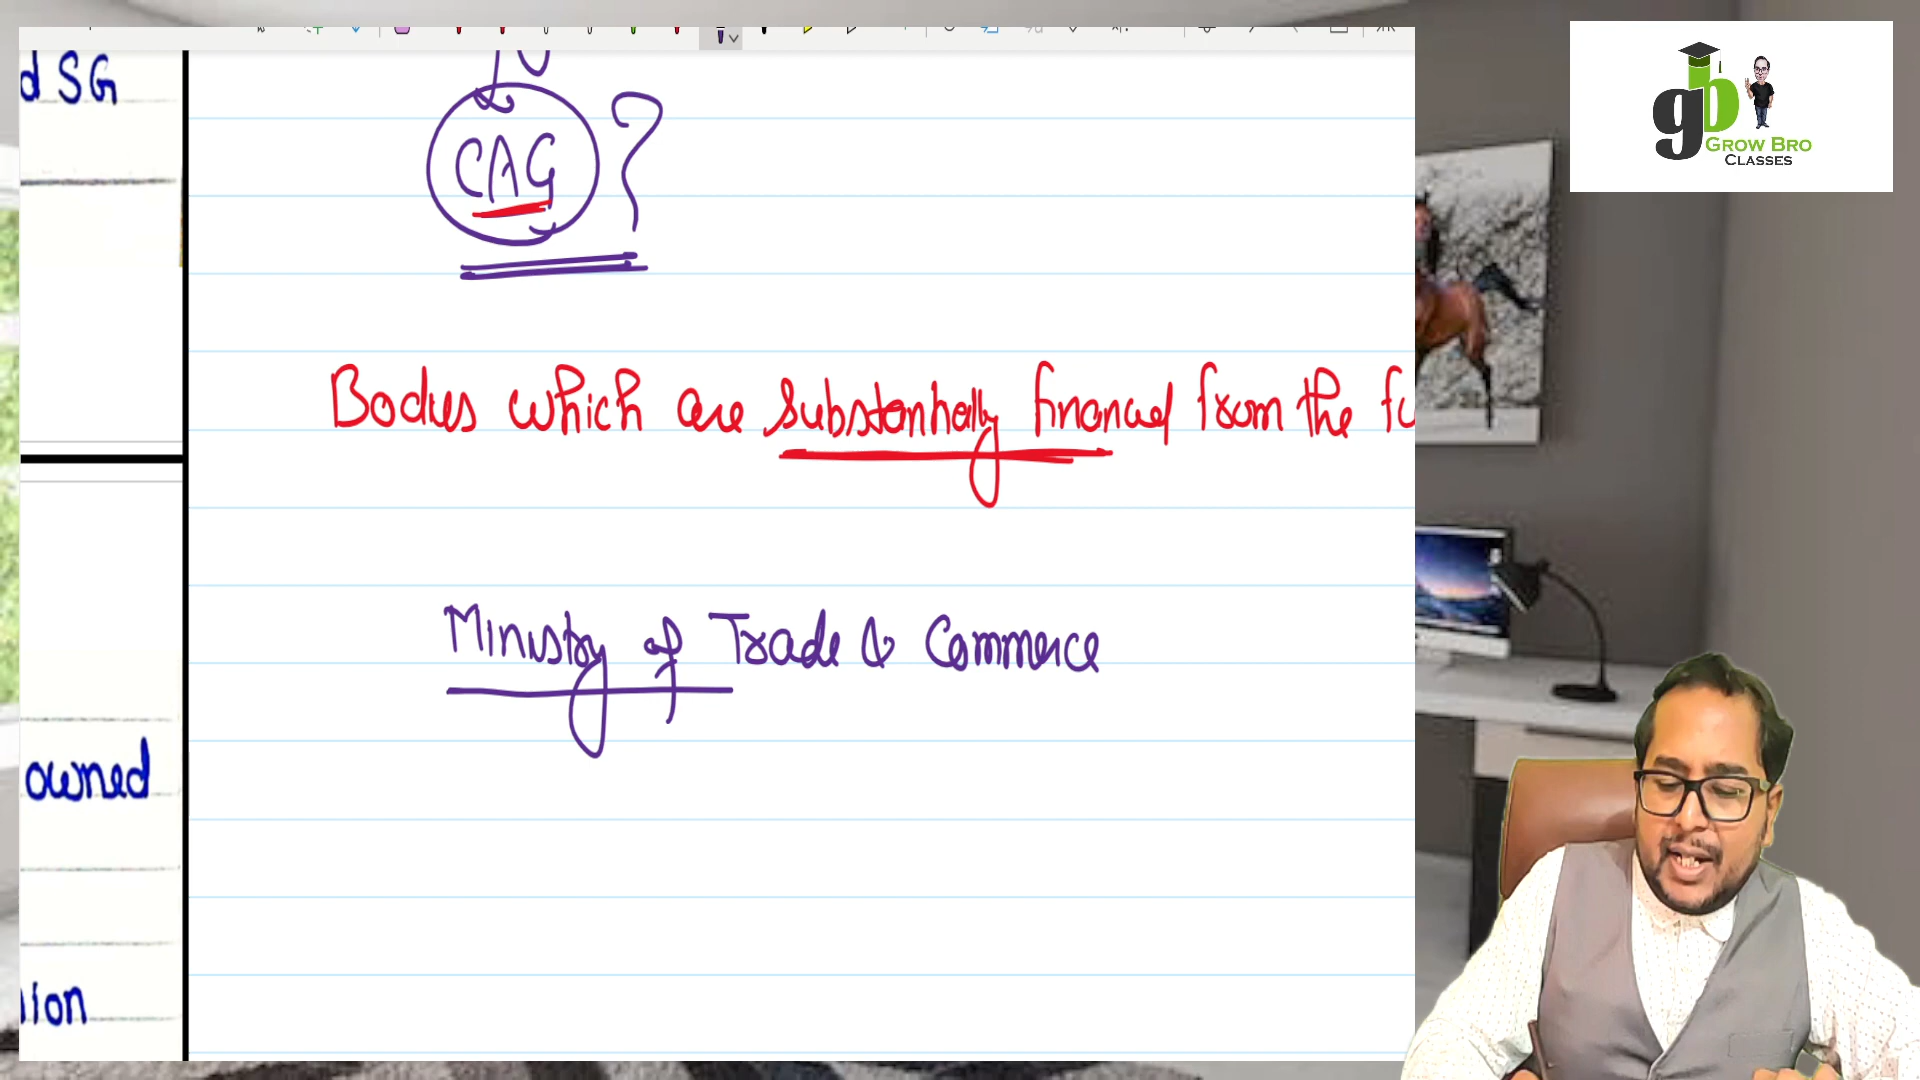 d SG
CAG ?
Bodies which are substantially financed from the fu
Ministry of Trade & Commerce
owned
ion
gb
GROW BRO
CLASSES